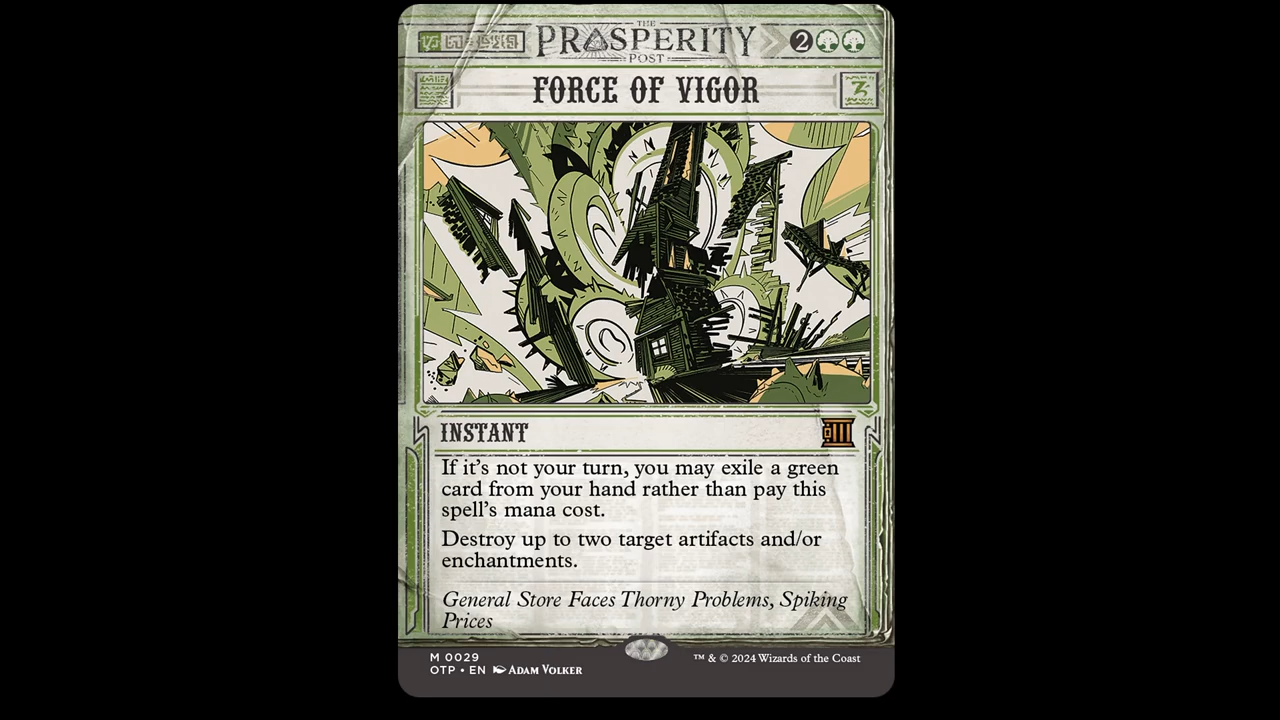 THE
PROSPERITY
POST
2
FORCE OF VIGOR
INSTANT
If it's not your turn, you may exile a green
card from your hand rather than pay this
spell's mana cost.
Destroy up to two target artifacts and/or
enchantments.
General Store Faces Thorny Problems, Spiking
Prices
M 0029
OTP • EN Adam Volker
™ & © 2024 Wizards of the Coast